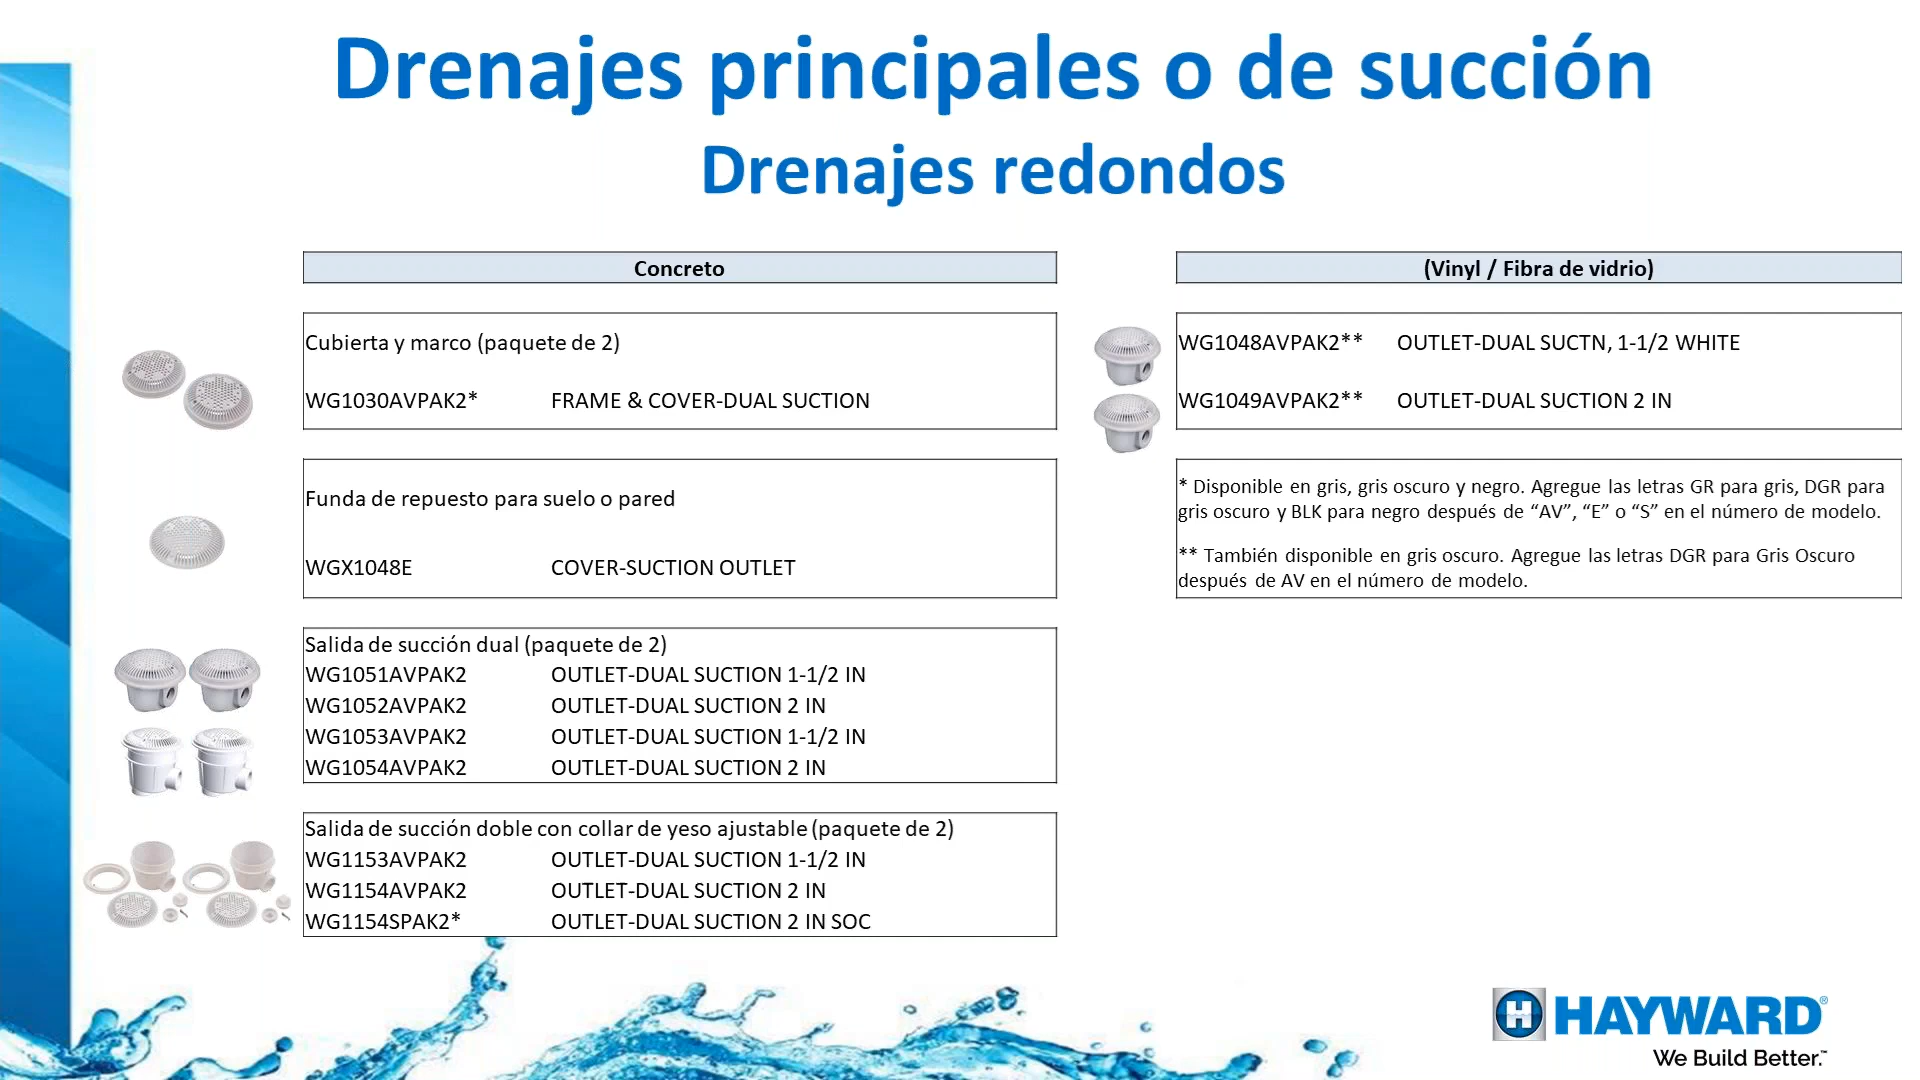 Drenajes principales o de succión
Drenajes redondos
Concreto
Cubierta y marco (paquete de 2)
WG1030AVPAK2* FRAME & COVER-DUAL SUCTION
Funda de repuesto para suelo o pared
WGX1048E COVER-SUCTION OUTLET
Salida de succión dual (paquete de 2)
WG1051AVPAK2 OUTLET-DUAL SUCTION 1-1/2 IN
WG1052AVPAK2 OUTLET-DUAL SUCTION 2 IN
WG1053AVPAK2 OUTLET-DUAL SUCTION 1-1/2 IN
WG1054AVPAK2 OUTLET-DUAL SUCTION 2 IN
Salida de succión doble con collar de yeso ajustable (paquete de 2)
WG1153AVPAK2 OUTLET-DUAL SUCTION 1-1/2 IN
WG1154AVPAK2 OUTLET-DUAL SUCTION 2 IN
WG1154SPAK2* OUTLET-DUAL SUCTION 2 IN SOC
(Vinyl / Fibra de vidrio)
WG1048AVPAK2** OUTLET-DUAL SUCTN, 1-1/2 WHITE
WG1049AVPAK2** OUTLET-DUAL SUCTION 2 IN
* Disponible en gris, gris oscuro y negro. Agregue las letras GR para gris, DGR para
gris oscuro y BLK para negro después de “AV”, “E” o “S” en el número de modelo.
** También disponible en gris oscuro. Agregue las letras DGR para Gris Oscuro
después de AV en el número de modelo.
H HAYWARD®
We Build Better.™